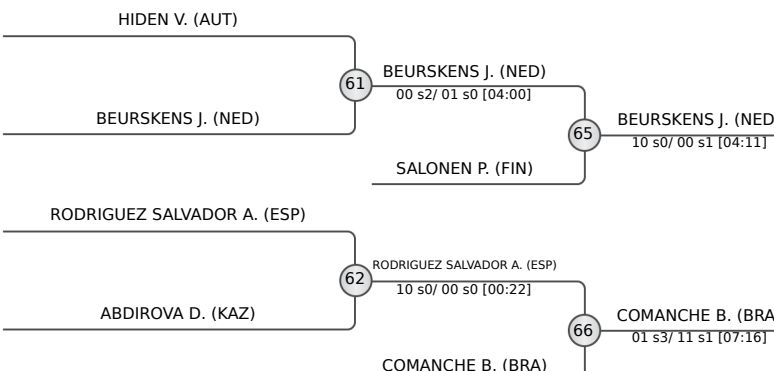 HIDEN V. (AUT)
61
BEURSKENS J. (NED)
00 s2/ 01 s0 [04:00]
BEURSKENS J. (NED)
65
BEURSKENS J. (NED
10 s0/ 00 s1 [04:11]
SALONEN P. (FIN)
RODRIGUEZ SALVADOR A. (ESP)
62
RODRIGUEZ SALVADOR A. (ESP)
10 s0/ 00 s0 [00:22]
ABDIROVA D. (KAZ)
66
COMANCHE B. (BRA
01 s3/ 11 s1 [07:16]
COMANCHE B. (BRA)